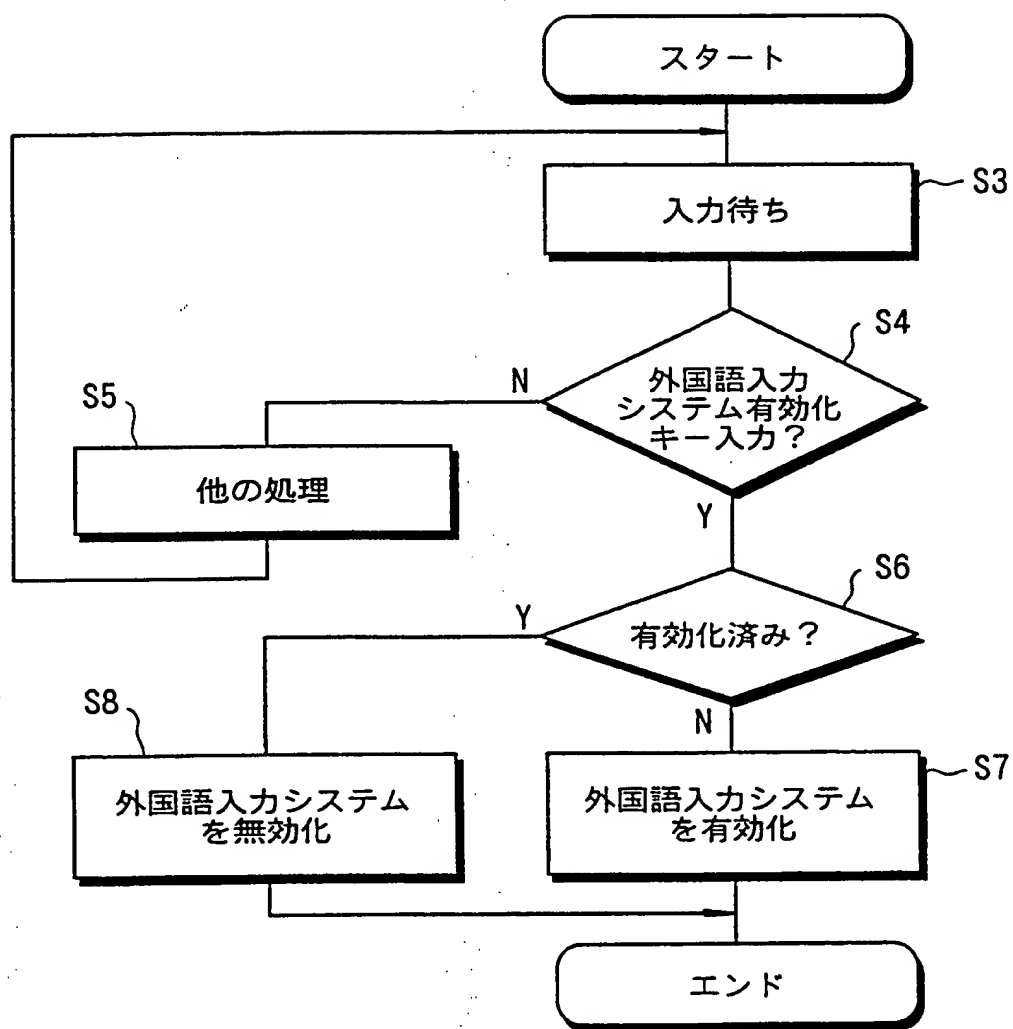 スタート
入力待ち
S3
S4
外国語入力
システム有効化
キー入力？
N
S5
他の処理
Y
S6
有効化済み？
Y
N
S8
外国語入力システム
を無効化
S7
外国語入力システム
を有効化
エンド